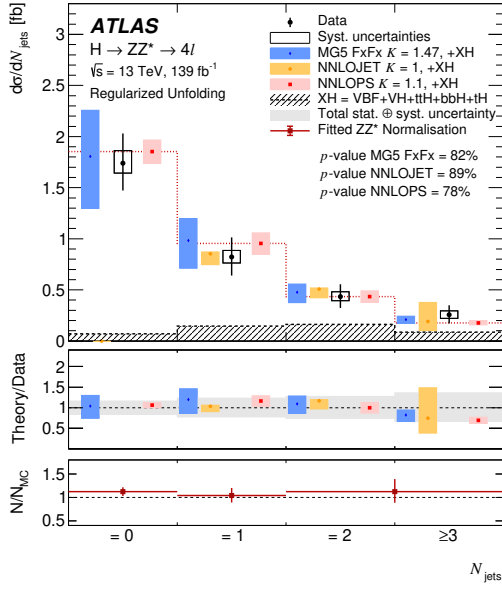 dσ/dN_jets [fb]
ATLAS
H → ZZ* → 4l
√s = 13 TeV, 139 fb⁻¹
Regularized Unfolding
Data
Syst. uncertainties
MG5 FxFx K = 1.47, +XH
NNLOJET K = 1, +XH
NNLOPS K = 1.1, +XH
XH = VBF+VH+ttH+bbH+tH
Total stat. ⊕ syst. uncertainty
Fitted ZZ* Normalisation
p-value MG5 FxFx = 82%
p-value NNLOJET = 89%
p-value NNLOPS = 78%
3
2.5
2
1.5
1
0.5
0
Theory/Data
2
1.5
1
0.5
N/N_MC
1.5
1
0.5
= 0 = 1 = 2 ≥3
N_jets